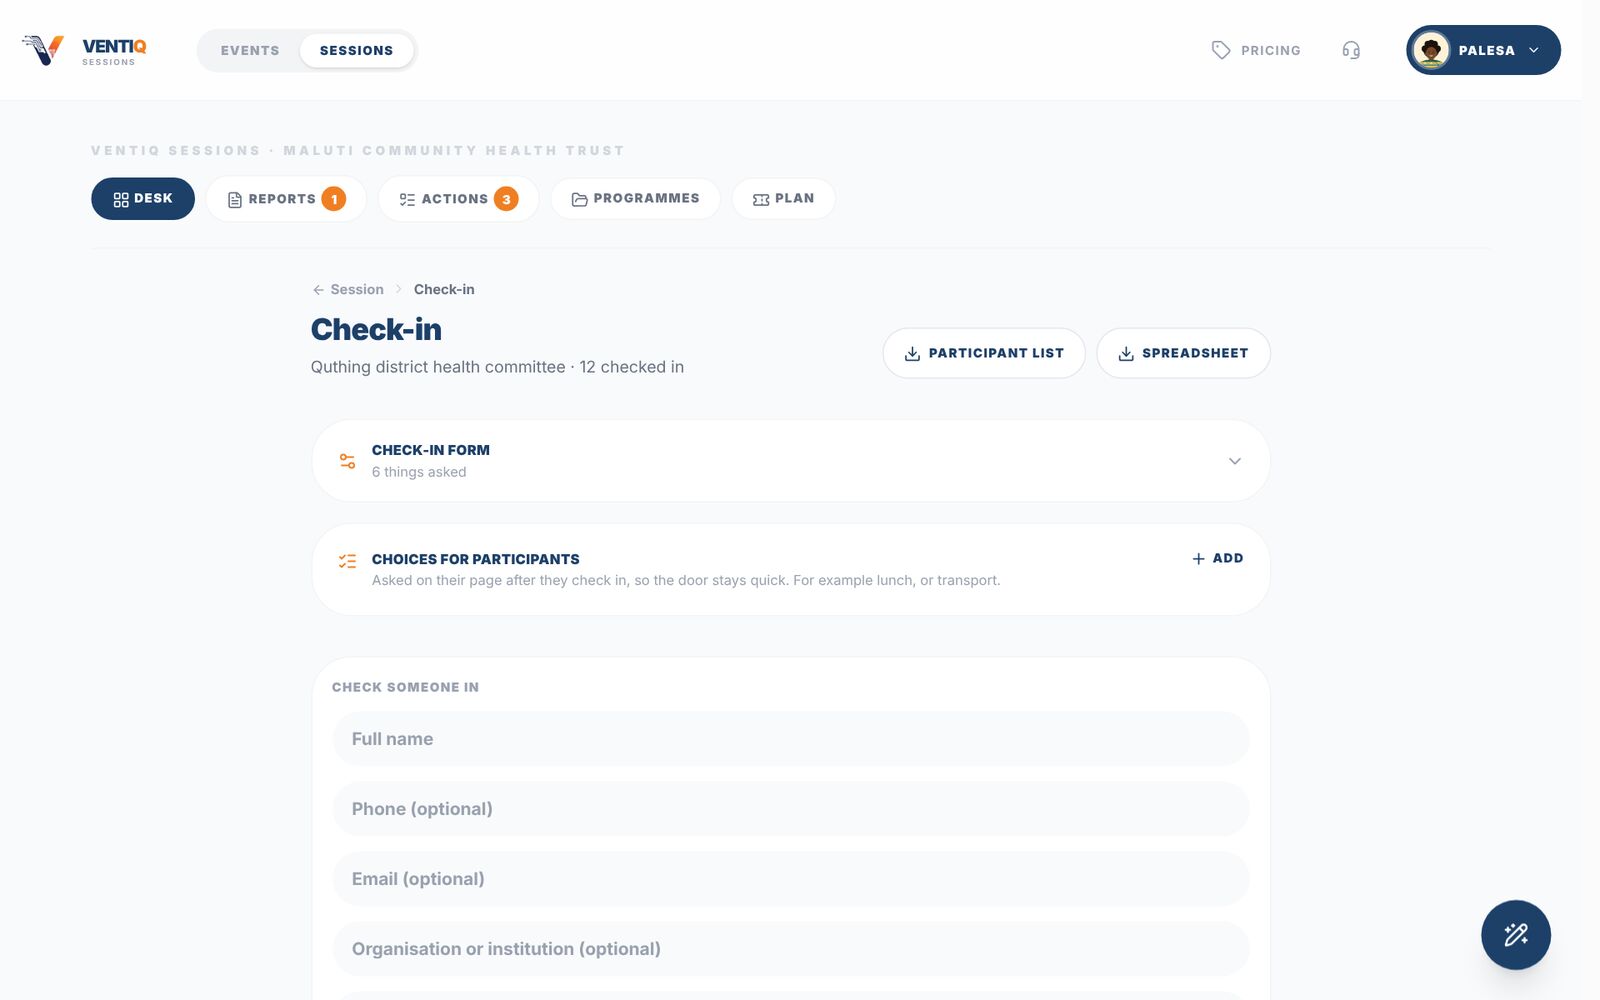 VENTIQ
SESSIONS
EVENTS
SESSIONS
PRICING
PALESA
VENTIQ SESSIONS · MALUTI COMMUNITY HEALTH TRUST
DESK
REPORTS 1
ACTIONS 3
PROGRAMMES
PLAN
Session
Check-in
Check-in
Quthing district health committee · 12 checked in
PARTICIPANT LIST
SPREADSHEET
CHECK-IN FORM
6 things asked
CHOICES FOR PARTICIPANTS
ADD
Asked on their page after they check in, so the door stays quick. For example lunch, or transport.
CHECK SOMEONE IN
Full name
Phone (optional)
Email (optional)
Organisation or institution (optional)